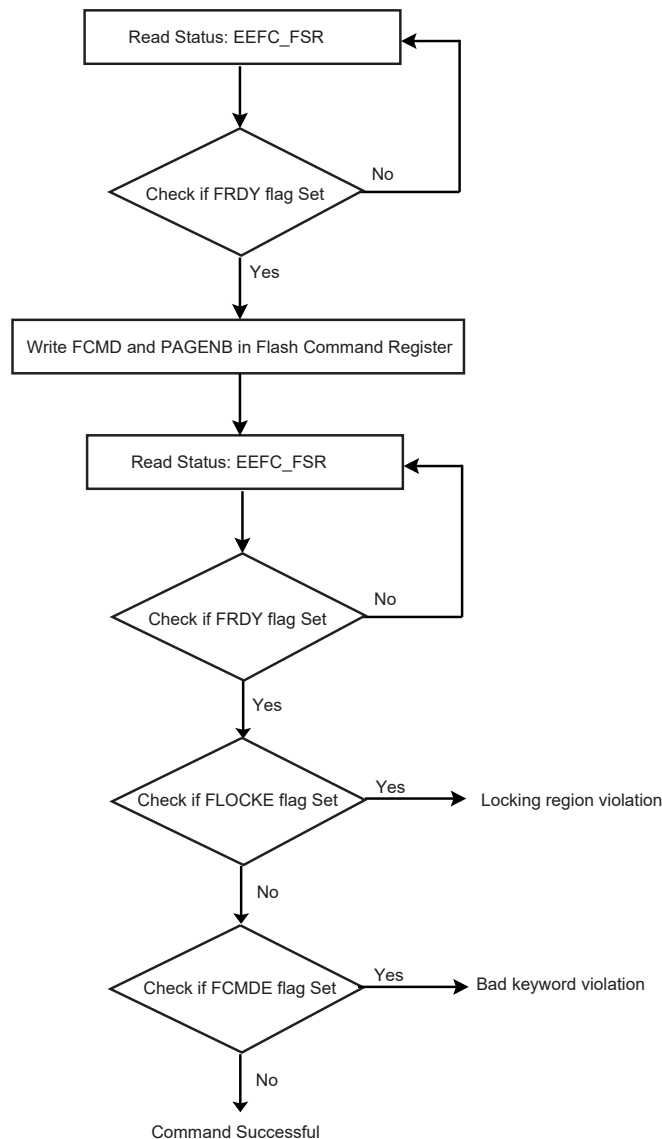 Read Status: EEFC_FSR
No
Check if FRDY flag Set
Yes
Write FCMD and PAGENB in Flash Command Register
Read Status: EEFC_FSR
No
Check if FRDY flag Set
Yes
Check if FLOCKE flag Set
Yes
Locking region violation
No
Check if FCMDE flag Set
Yes
Bad keyword violation
No
Command Successful